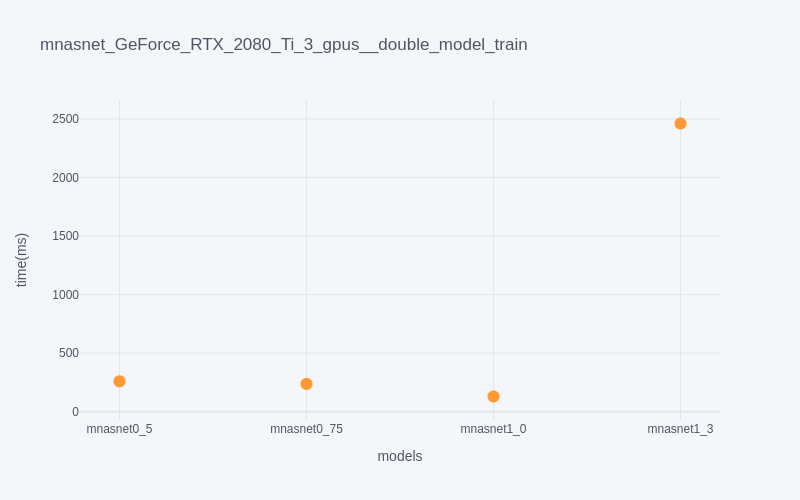 mnasnet_GeForce_RTX_2080_Ti_3_gpus__double_model_train
2500
2000
1500
1000
500
0
time(ms)
mnasnet0_5
mnasnet0_75
mnasnet1_0
mnasnet1_3
models